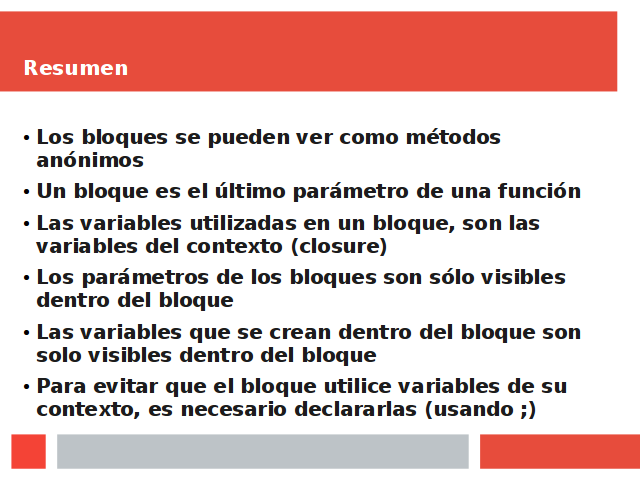 Resumen
• Los bloques se pueden ver como métodos
anónimos
• Un bloque es el último parámetro de una función
• Las variables utilizadas en un bloque, son las
variables del contexto (closure)
• Los parámetros de los bloques son sólo visibles
dentro del bloque
• Las variables que se crean dentro del bloque son
solo visibles dentro del bloque
• Para evitar que el bloque utilice variables de su
contexto, es necesario declararlas (usando ;)